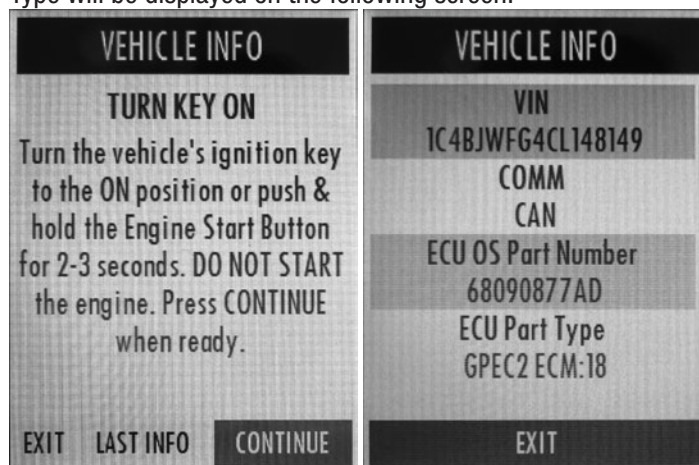 Type will be displayed on the following screen.
VEHICLE INFO
TURN KEY ON
Turn the vehicle's ignition key
to the ON position or push &
hold the Engine Start Button
for 2-3 seconds. DO NOT START
the engine. Press CONTINUE
when ready.
EXIT LAST INFO CONTINUE
VEHICLE INFO
VIN
1C4BJWFG4CL148149
COMM
CAN
ECU OS Part Number
68090877AD
ECU Part Type
GPEC2 ECM:18
EXIT